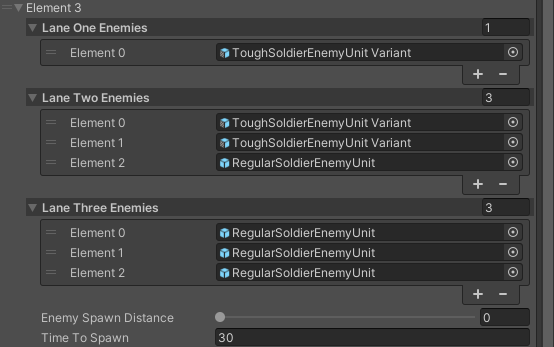 Element 3
Lane One Enemies 1
Element 0 ToughSoldierEnemyUnit Variant
+ −
Lane Two Enemies 3
Element 0 ToughSoldierEnemyUnit Variant
Element 1 ToughSoldierEnemyUnit Variant
Element 2 RegularSoldierEnemyUnit
+ −
Lane Three Enemies 3
Element 0 RegularSoldierEnemyUnit
Element 1 RegularSoldierEnemyUnit
Element 2 RegularSoldierEnemyUnit
+ −
Enemy Spawn Distance 0
Time To Spawn 30